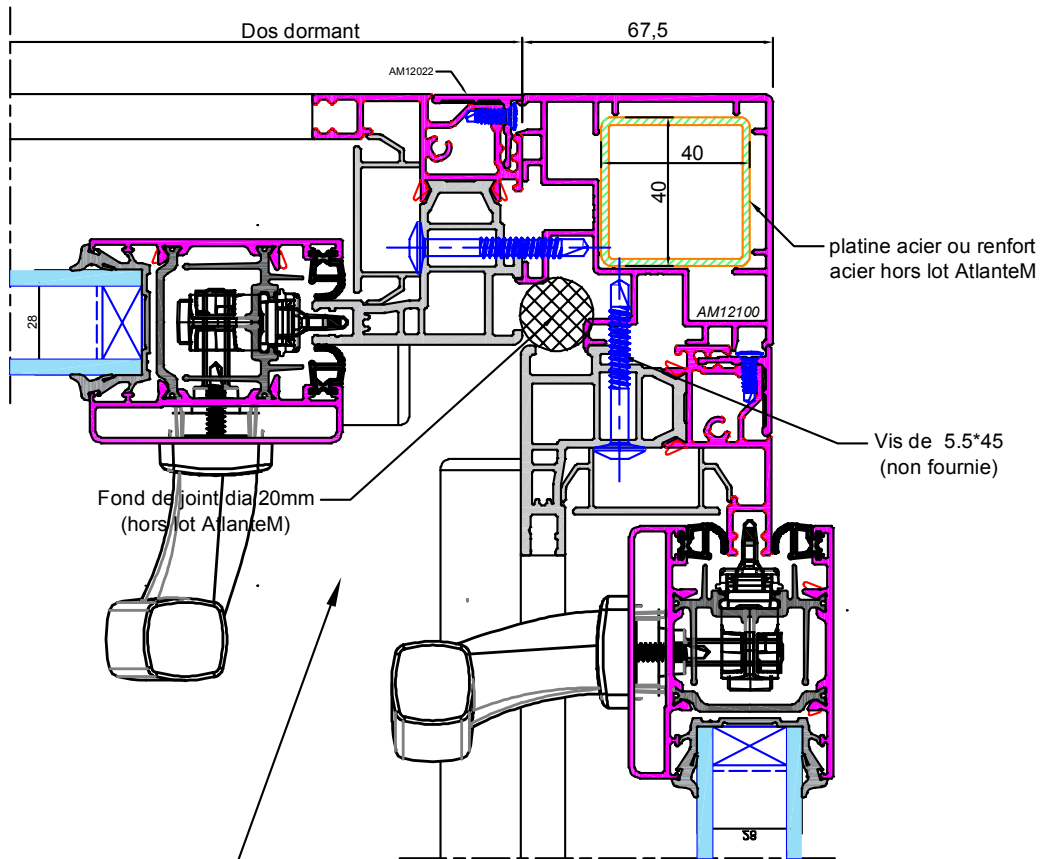 Dos dormant
67,5
AM12022
40
40
platine acier ou renfort
acier hors lot AtlanteM
28
AM12100
Vis de 5.5*45
(non fournie)
Fond de joint dia 20mm
(hors lot AtlanteM)
28